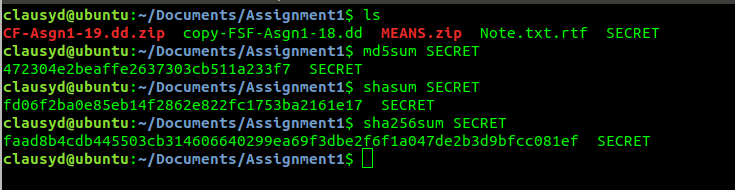 clausyd@ubuntu:~/Documents/Assignment1$ ls
CF-Asgn1-19.dd.zip  copy-FSF-Asgn1-18.dd  MEANS.zip  Note.txt.rtf  SECRET
clausyd@ubuntu:~/Documents/Assignment1$ md5sum SECRET
472304e2beaffe2637303cb511a233f7  SECRET
clausyd@ubuntu:~/Documents/Assignment1$ shasum SECRET
fd06f2ba0e85eb14f2862e822fc1753ba2161e17  SECRET
clausyd@ubuntu:~/Documents/Assignment1$ sha256sum SECRET
faad8b4cdb445503cb314606640299ea69f3dbe2f6f1a047de2b3d9bfcc081ef  SECRET
clausyd@ubuntu:~/Documents/Assignment1$